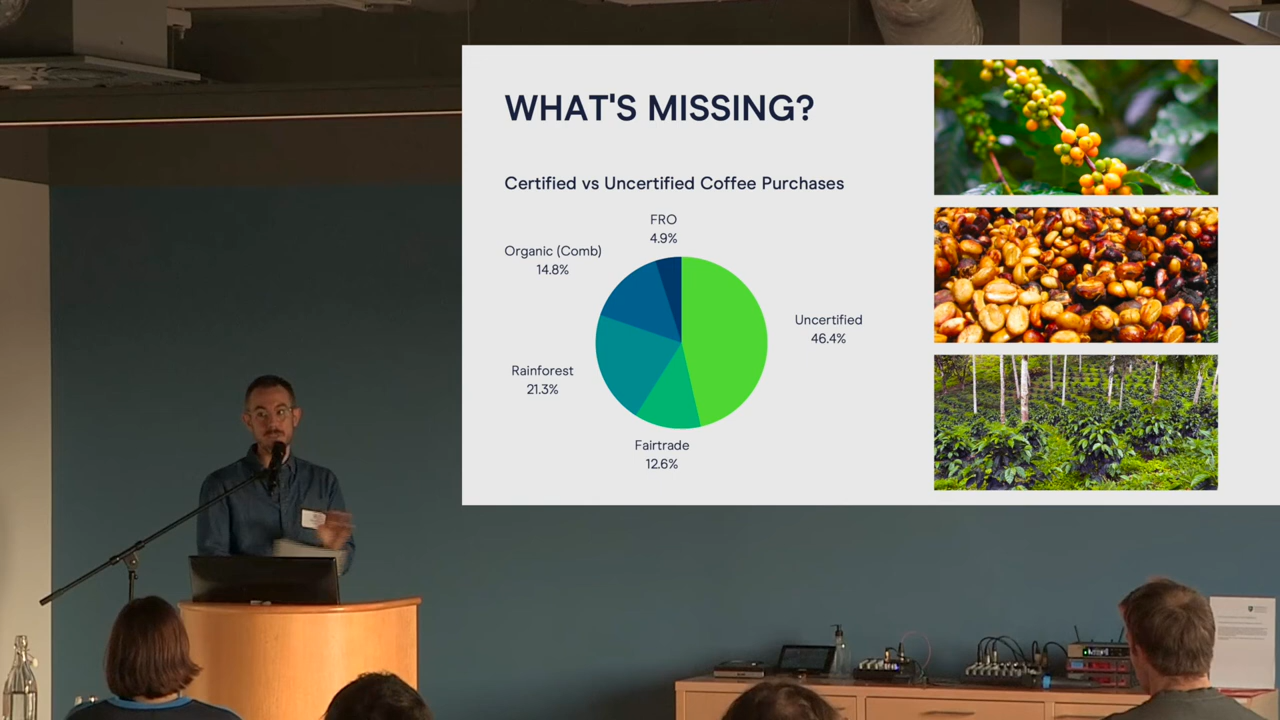 WHAT'S MISSING?
Certified vs Uncertified Coffee Purchases
FRO
4.9%
Organic (Comb)
14.8%
Uncertified
46.4%
Rainforest
21.3%
Fairtrade
12.6%